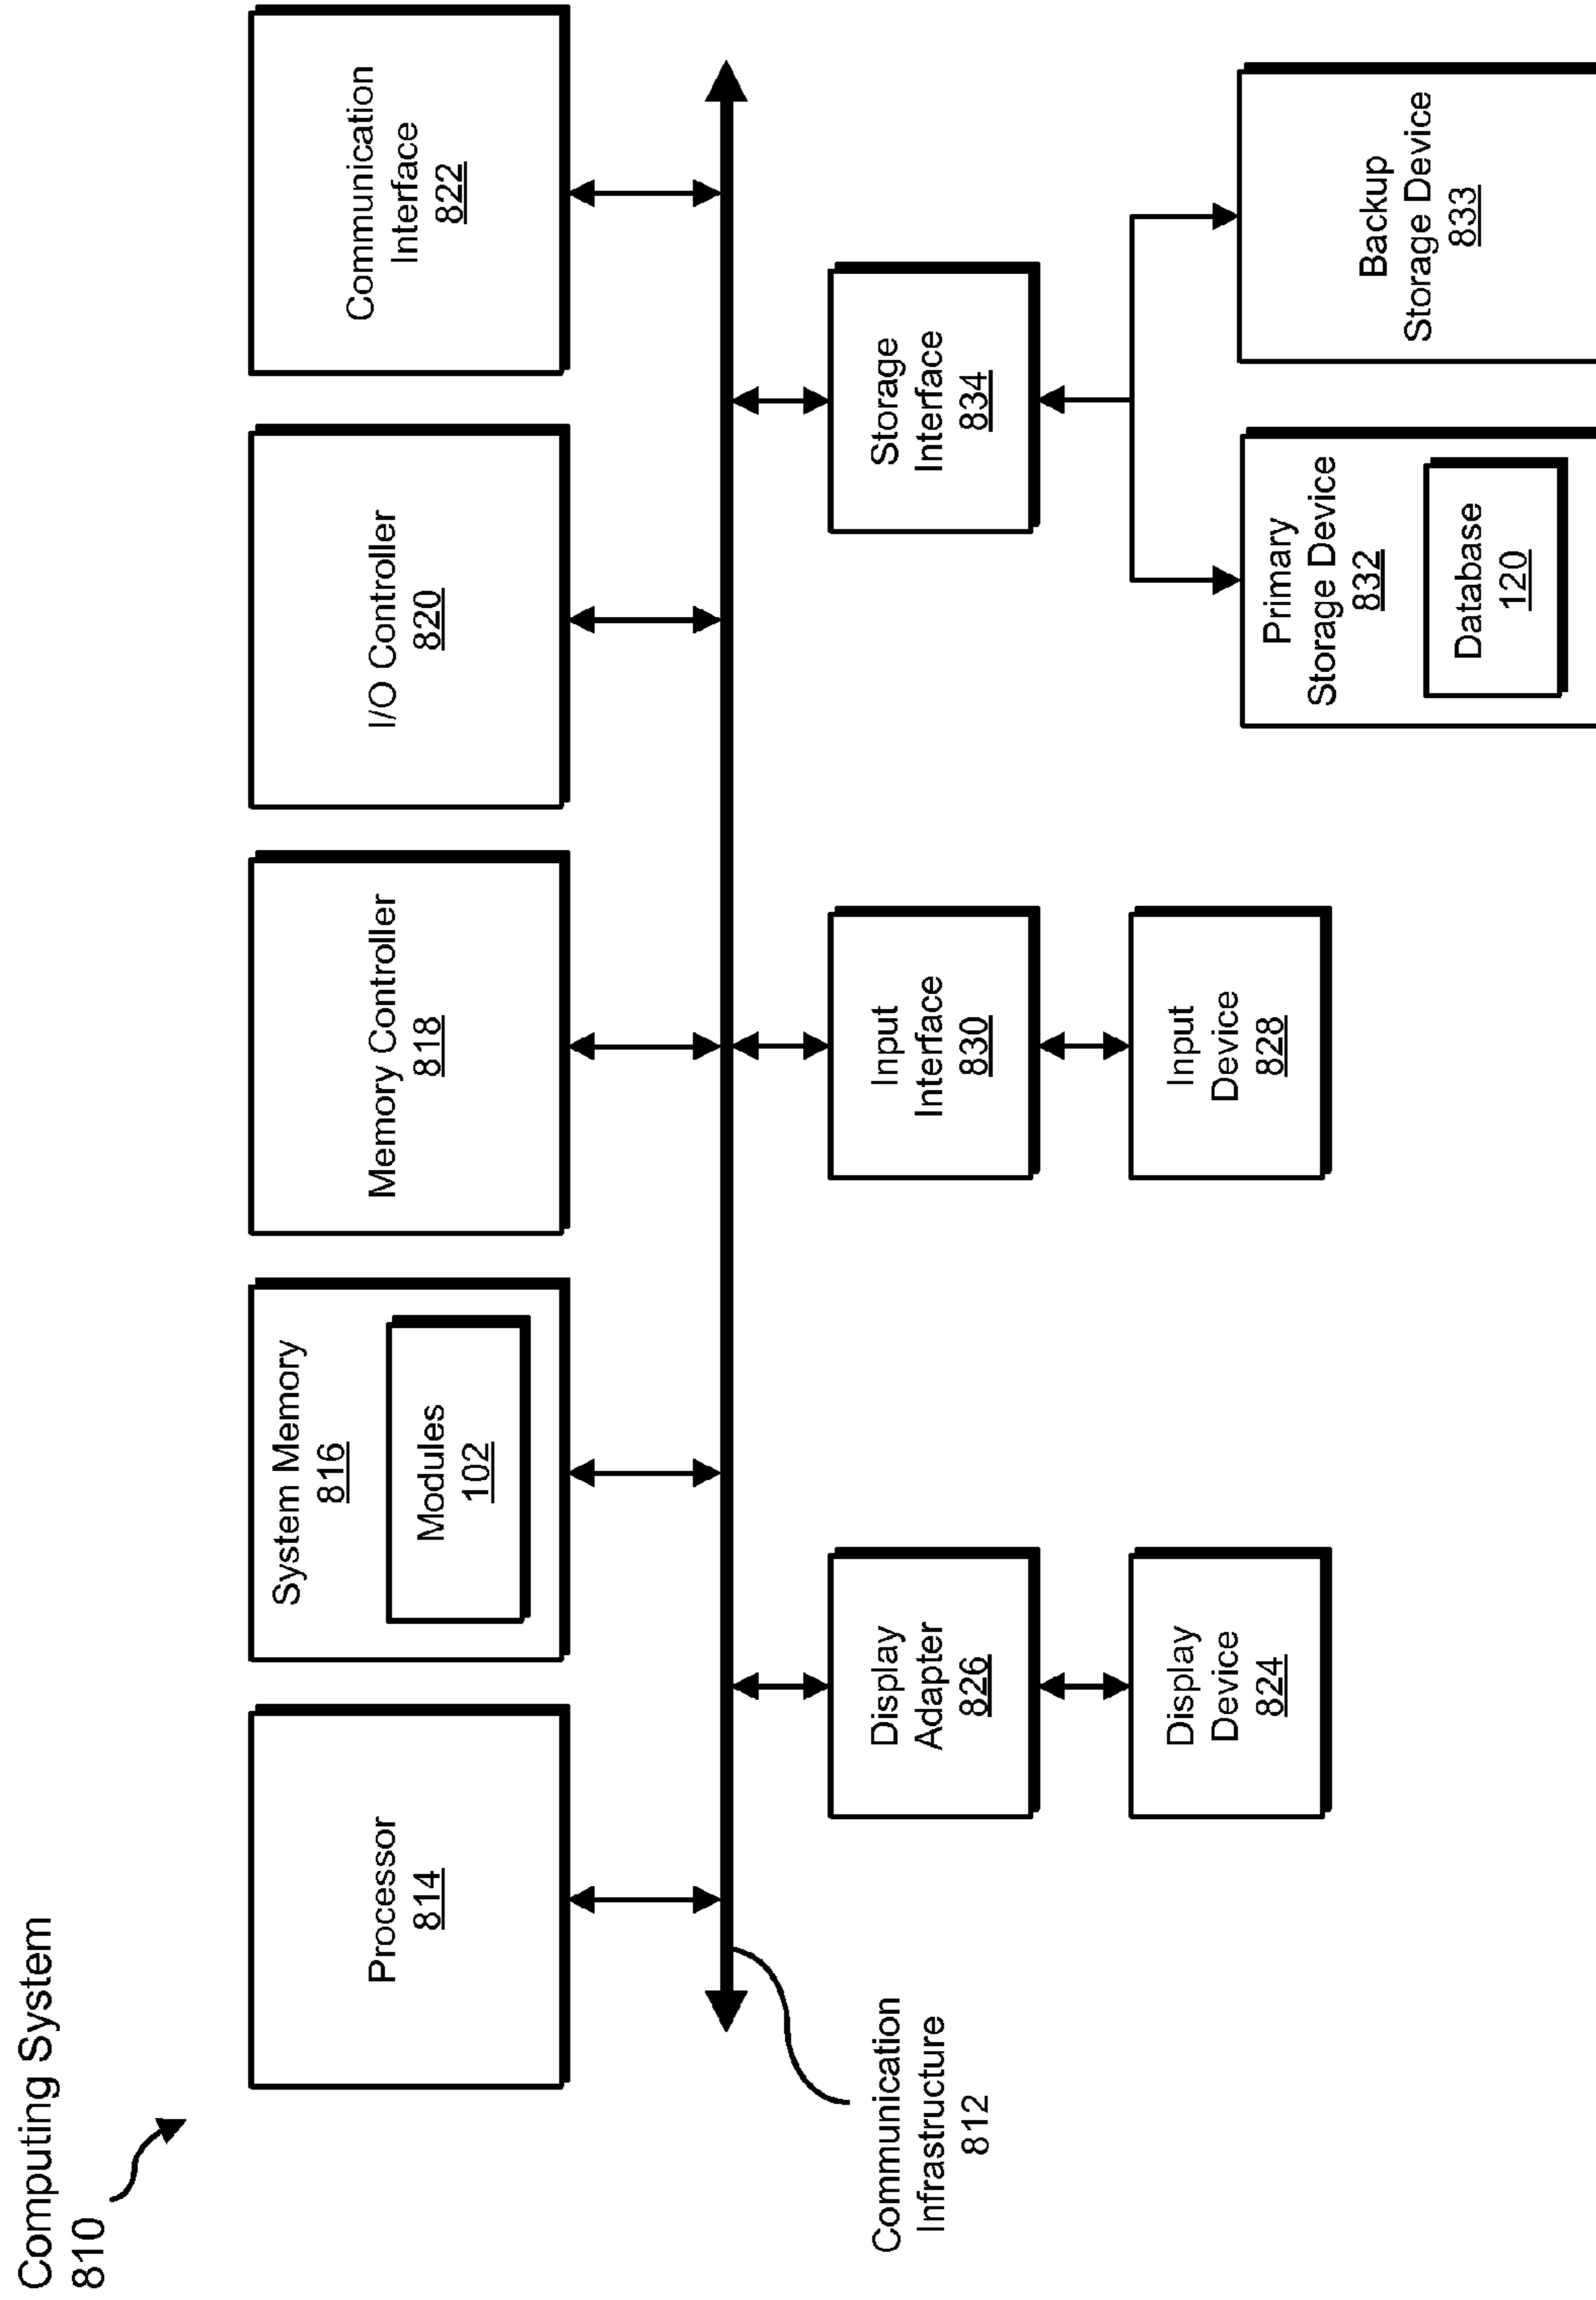 Computing System
810
Processor
814
System Memory
816
Modules
102
Memory Controller
818
I/O Controller
820
Communication
Interface
822
Communication
Infrastructure
812
Display
Adapter
826
Input
Interface
830
Storage
Interface
834
Display
Device
824
Input
Device
828
Primary
Storage Device
832
Database
120
Backup
Storage Device
833